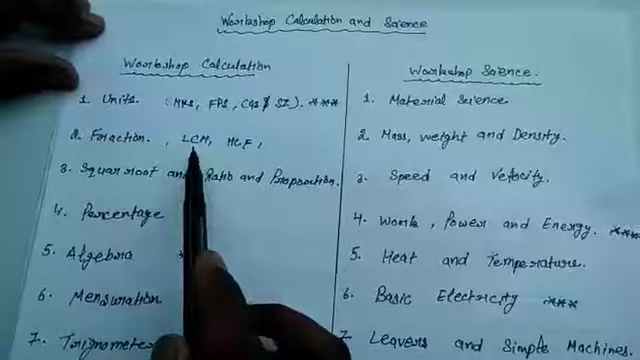 Workshop Calculation and Science
Workshop Calculation
1. Units. (MKS, FPS, CGS & SI). ***
2. Fraction. , LCM, HCF,
3. Squar root and Ratio and Proportion.
4. Percentage
5. Algebra
6. Mensuration
7. Trignometr
Workshop Science.
1. Material Science
2. Mass, weight and Density.
3. Speed and Velocity.
4. Work, Power and Energy. ***
5. Heat and Temperature.
6. Basic Electricity ***
7 Leavers and Simple Machines.